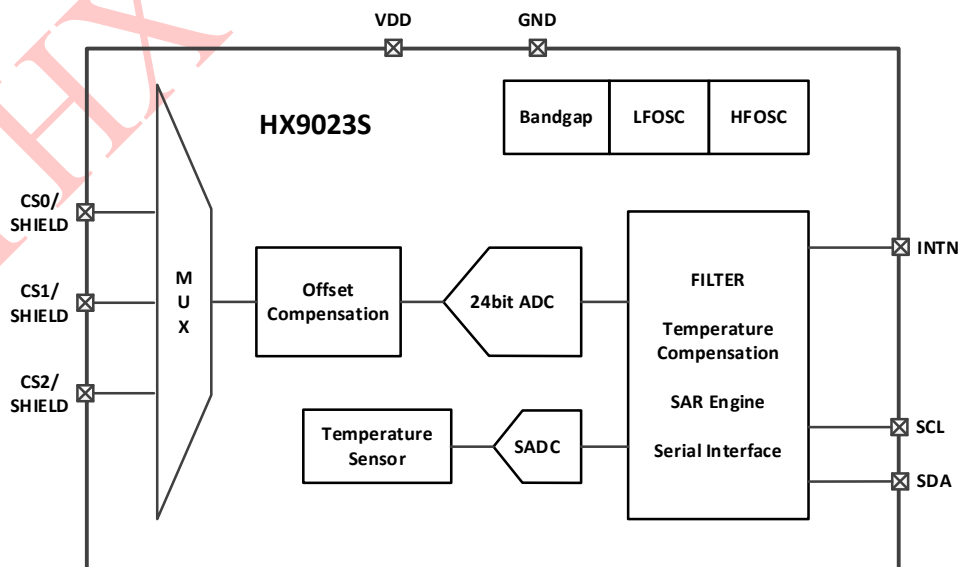 VDD
GND
HX
HX9023S
Bandgap
LFOSC
HFOSC
CS0/
SHIELD
CS1/
SHIELD
CS2/
SHIELD
M
U
X
Offset
Compensation
24bit ADC
Temperature
Sensor
SADC
FILTER
Temperature
Compensation
SAR Engine
Serial Interface
INTN
SCL
SDA